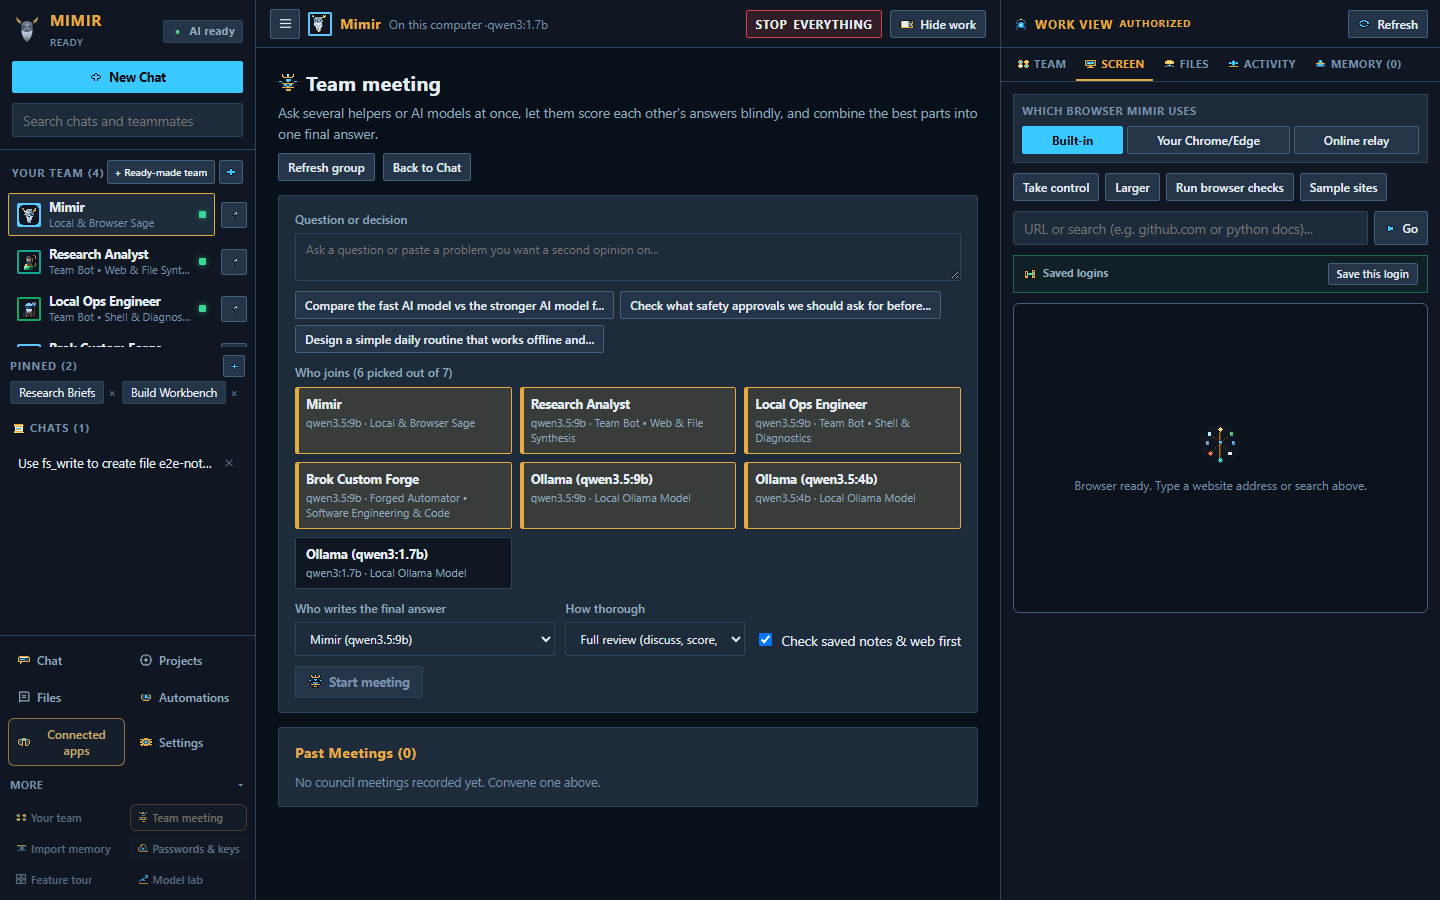 MIMIR
READY
AI ready
New Chat
Search chats and teammates
YOUR TEAM (4)
+ Ready-made team
+
Mimir
Local & Browser Sage
Research Analyst
Team Bot • Web & File Synt...
Local Ops Engineer
Team Bot • Shell & Diagnos...
Brok Custom Forge
PINNED (2)
+
Research Briefs ×
Build Workbench ×
CHATS (1)
Use fs_write to create file e2e-not... ×
Chat
Projects
Files
Automations
Connected
apps
Settings
MORE
Your team
Team meeting
Import memory
Passwords & keys
Feature tour
Model lab
Mimir
On this computer ·qwen3:1.7b
STOP EVERYTHING
Hide work
Team meeting
Ask several helpers or AI models at once, let them score each other's answers blindly, and combine the best parts into
one final answer.
Refresh group
Back to Chat
Question or decision
Ask a question or paste a problem you want a second opinion on...
Compare the fast AI model vs the stronger AI model f...
Check what safety approvals we should ask for before...
Design a simple daily routine that works offline and...
Who joins (6 picked out of 7)
Mimir
qwen3.5:9b · Local & Browser Sage
Research Analyst
qwen3.5:9b · Team Bot • Web & File
Synthesis
Local Ops Engineer
qwen3.5:9b · Team Bot • Shell &
Diagnostics
Brok Custom Forge
qwen3.5:9b · Forged Automator •
Software Engineering & Code
Ollama (qwen3.5:9b)
qwen3.5:9b · Local Ollama Model
Ollama (qwen3.5:4b)
qwen3.5:4b · Local Ollama Model
Ollama (qwen3:1.7b)
qwen3:1.7b · Local Ollama Model
Who writes the final answer
How thorough
Mimir (qwen3.5:9b)
Full review (discuss, score,
Check saved notes & web first
Start meeting
Past Meetings (0)
No council meetings recorded yet. Convene one above.
WORK VIEW AUTHORIZED
Refresh
TEAM
SCREEN
FILES
ACTIVITY
MEMORY (0)
WHICH BROWSER MIMIR USES
Built-in
Your Chrome/Edge
Online relay
Take control
Larger
Run browser checks
Sample sites
URL or search (e.g. github.com or python docs)...
Go
Saved logins
Save this login
Browser ready. Type a website address or search above.